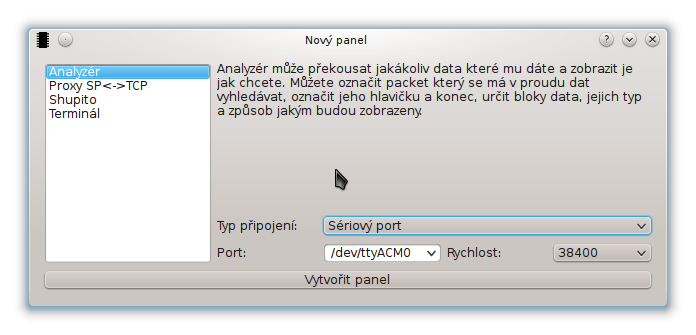 Nový panel
Analyzér
Proxy SP<->TCP
Shupito
Terminál
Analyzér může překousat jakákoliv data které mu dáte a zobrazit je
jak chcete. Můžete označit packet který se má v proudu dat
vyhledávat, označit jeho hlavičku a konec, určit bloky data, jejich typ
a způsob jakým budou zobrazeny.
Typ připojení: Sériový port
Port: /dev/ttyACM0 Rychlost: 38400
Vytvořit panel